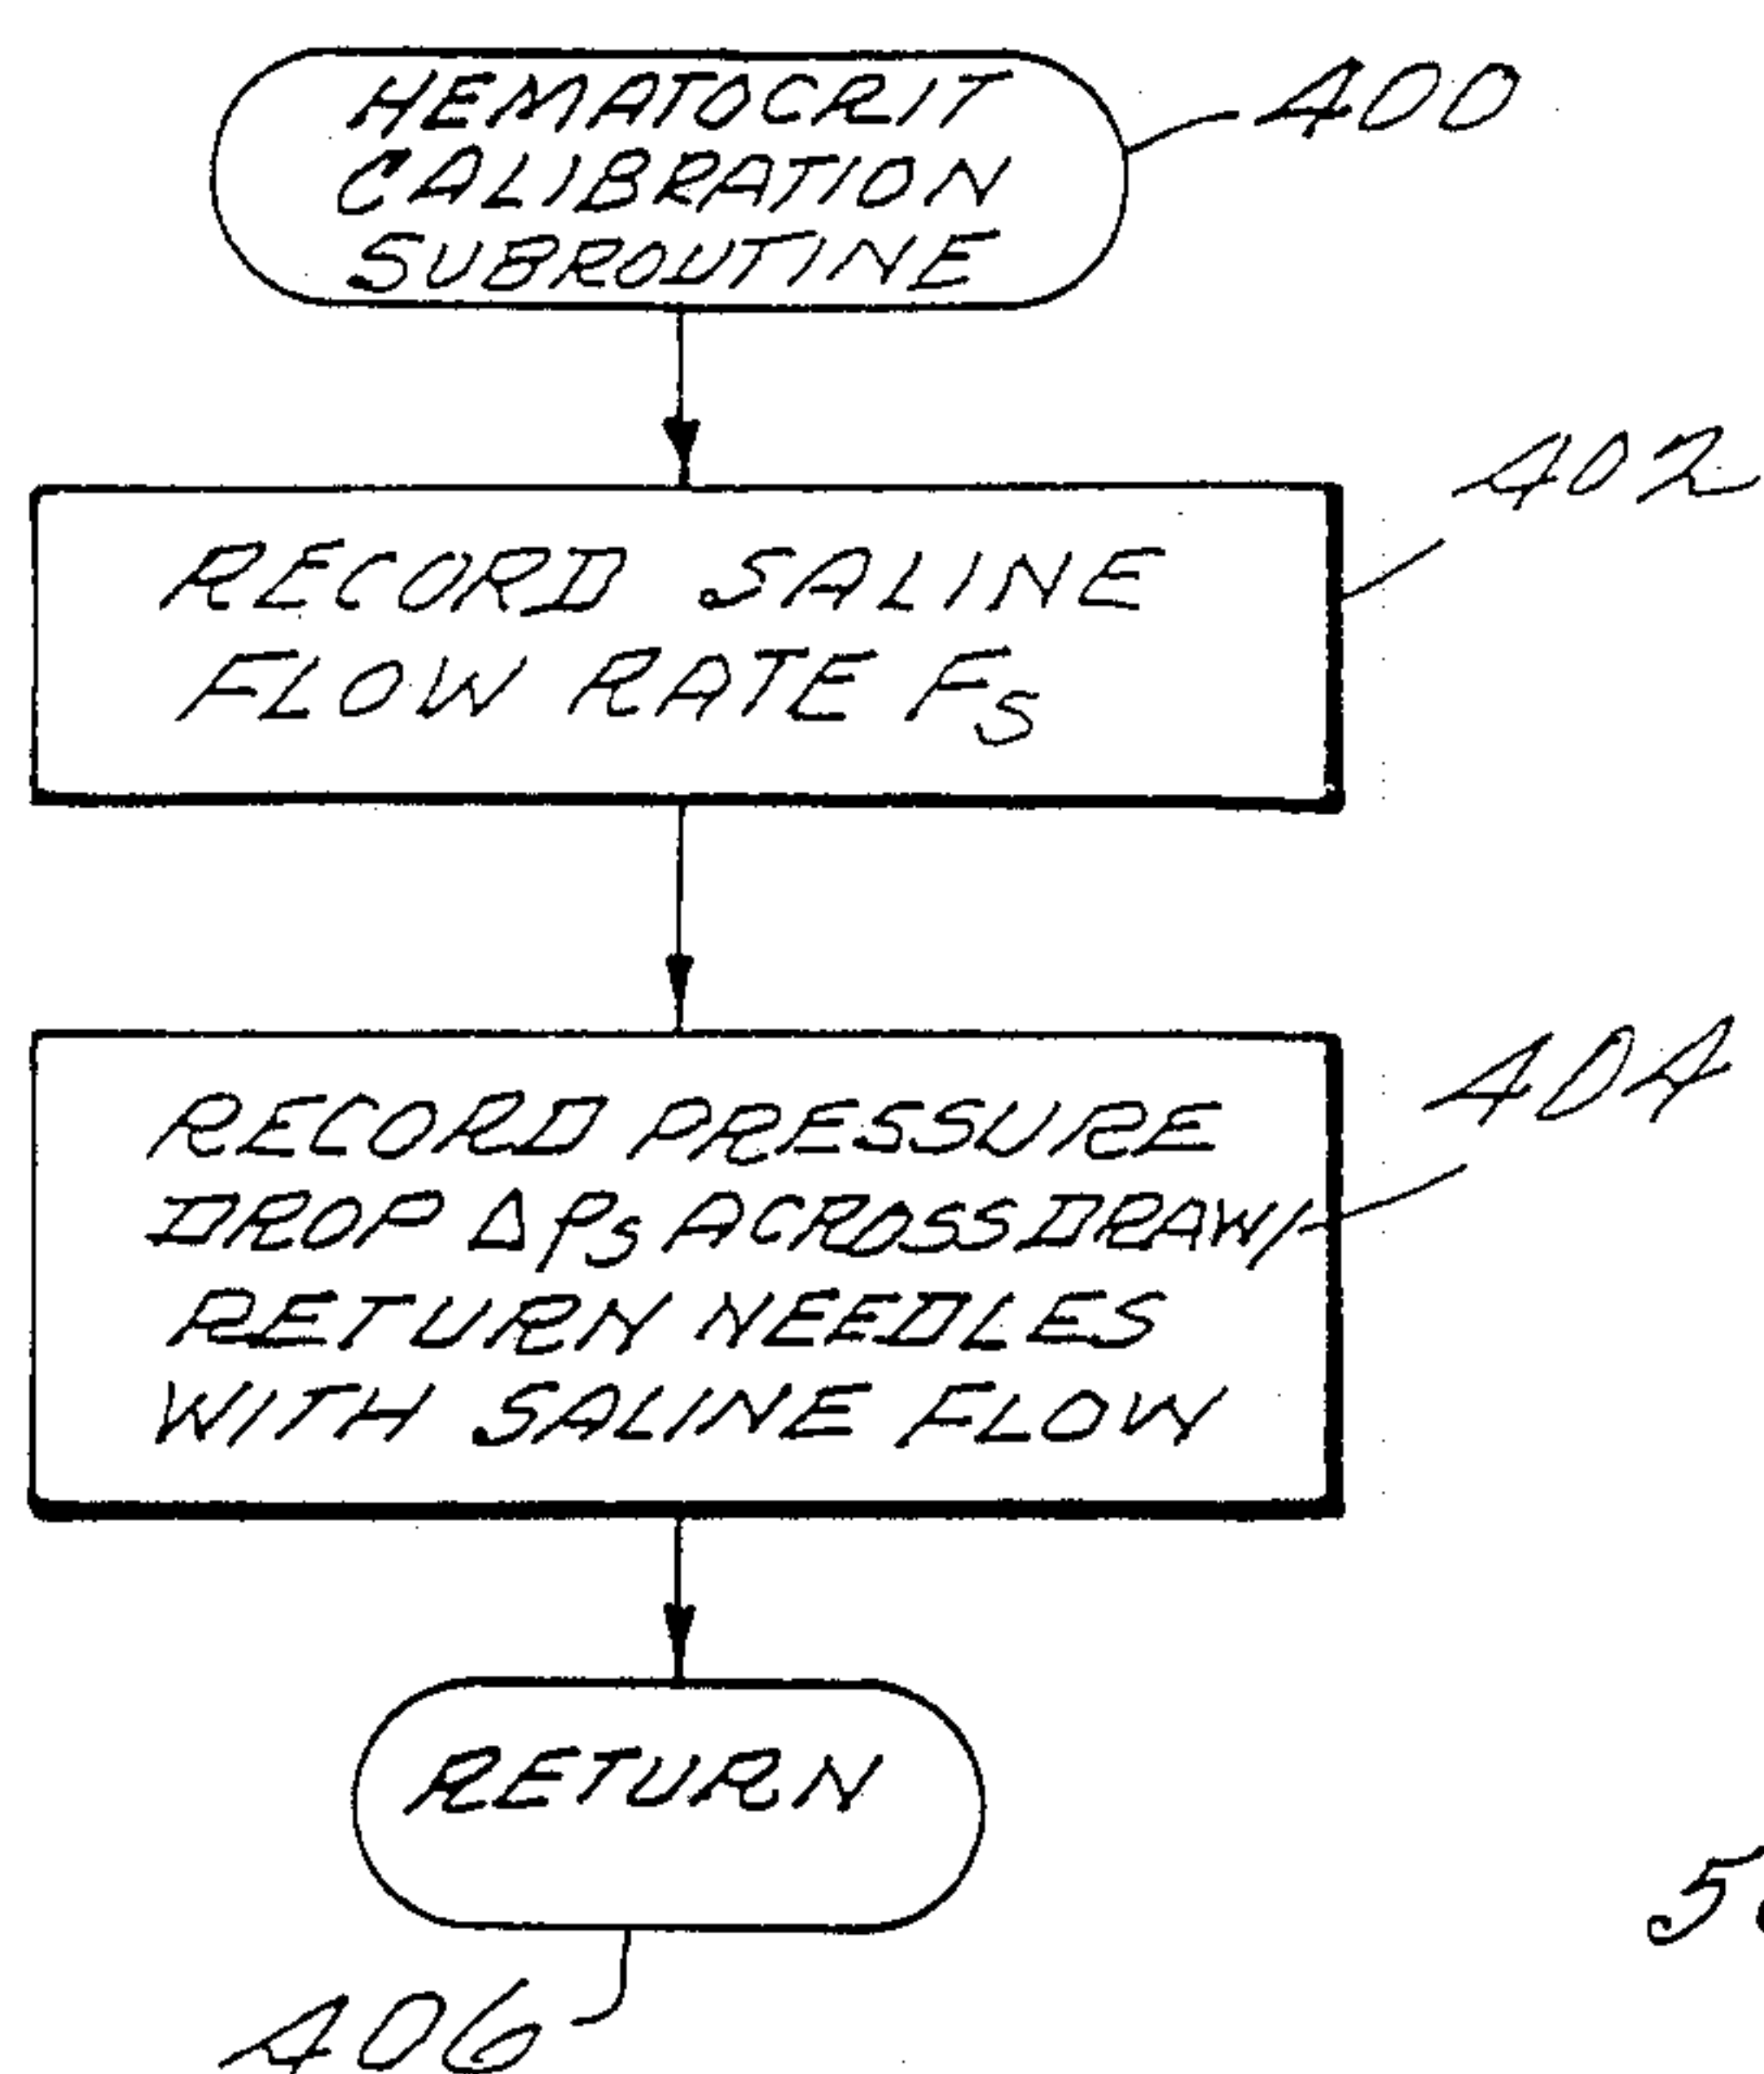 HEMATOCRIT
CALIBRATION
SUBROUTINE
400
402
RECORD SALINE
FLOW RATE FS
404
RECORD PRESSURE
DROP ΔPS ACROSS DRAW/
RETURN NEEDLES
WITH SALINE FLOW
RETURN
406